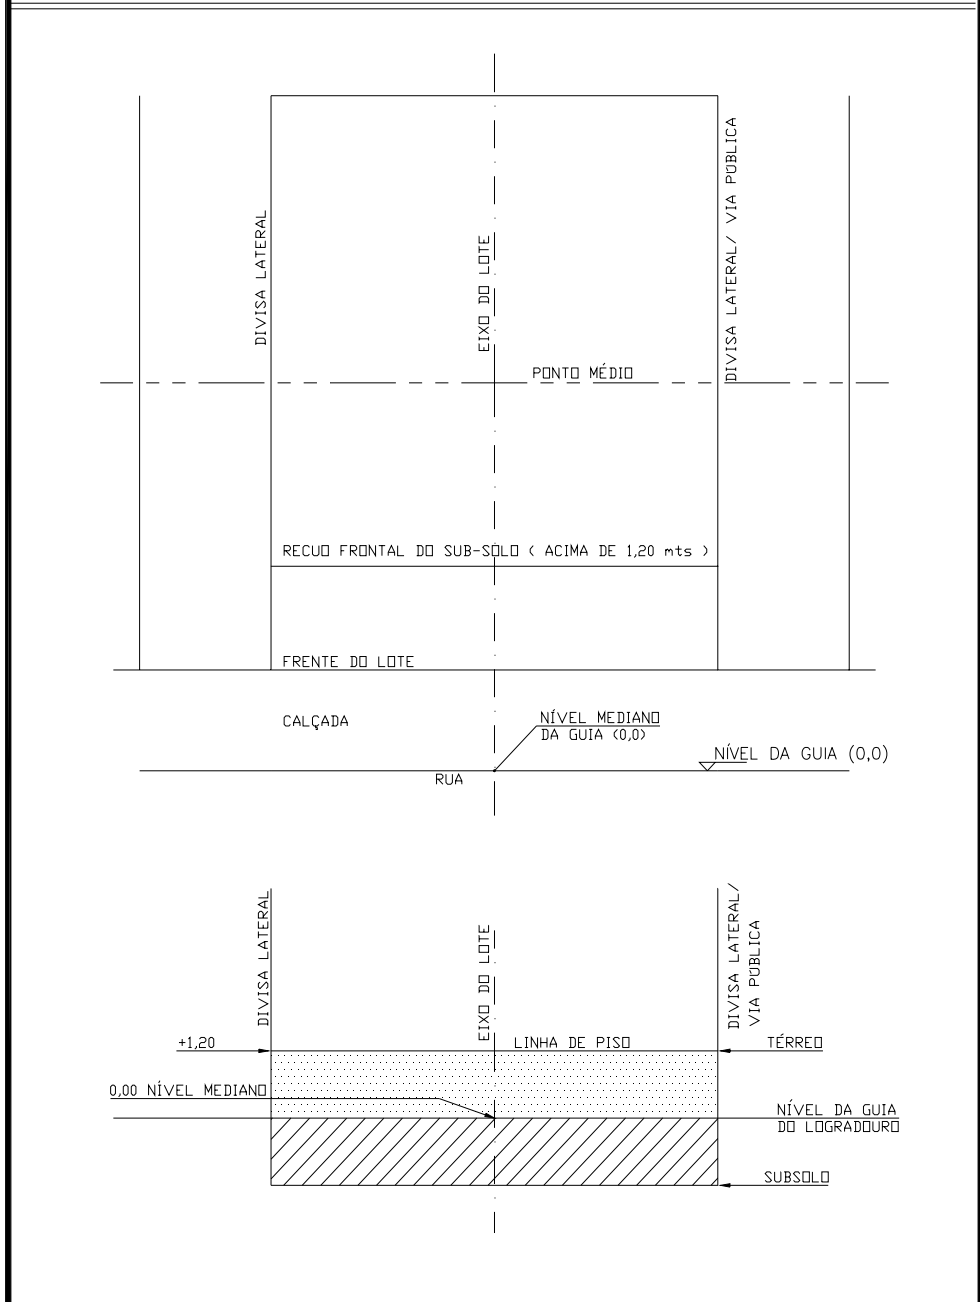 DIVISA LATERAL
EIXO DO LOTE
DIVISA LATERAL/ VIA PÚBLICA
PONTO MÉDIO
RECUO FRONTAL DO SUB-SOLO ( ACIMA DE 1,20 mts )
FRENTE DO LOTE
CALÇADA
NÍVEL MEDIANO
DA GUIA (0,0)
NÍVEL DA GUIA (0,0)
RUA
DIVISA LATERAL
EIXO DO LOTE
DIVISA LATERAL/
VIA PÚBLICA
+1,20
LINHA DE PISO
TÉRREO
0,00 NÍVEL MEDIANO
NÍVEL DA GUIA
DO LOGRADOURO
SUBSOLO